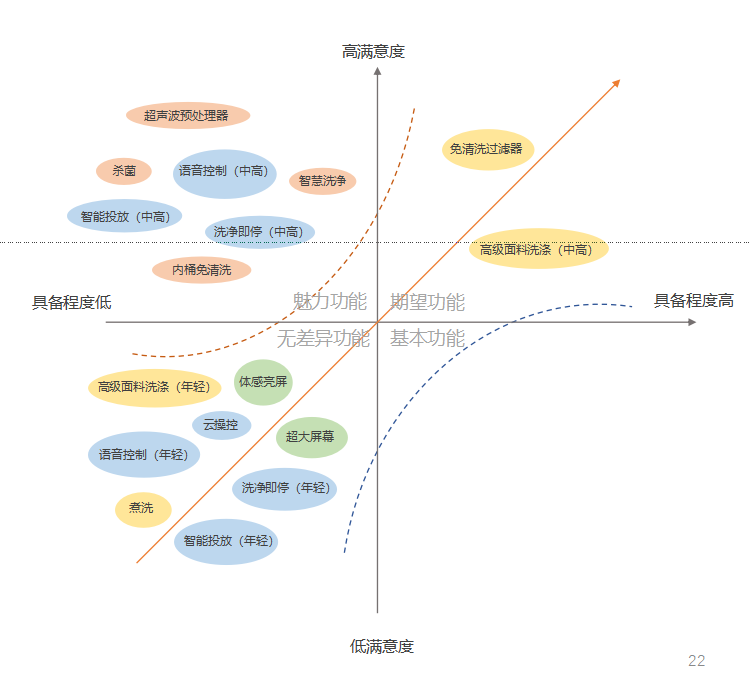 高满意度
超声波预处理器
免清洗过滤器
杀菌
语音控制（中高）
智慧洗净
智能投放（中高）
洗净即停（中高）
高级面料洗涤（中高）
内桶免清洗
具备程度低
魅力功能
期望功能
具备程度高
无差异功能
基本功能
高级面料洗涤（年轻）
体感亮屏
云操控
超大屏幕
语音控制（年轻）
洗净即停（年轻）
煮洗
智能投放（年轻）
低满意度
22